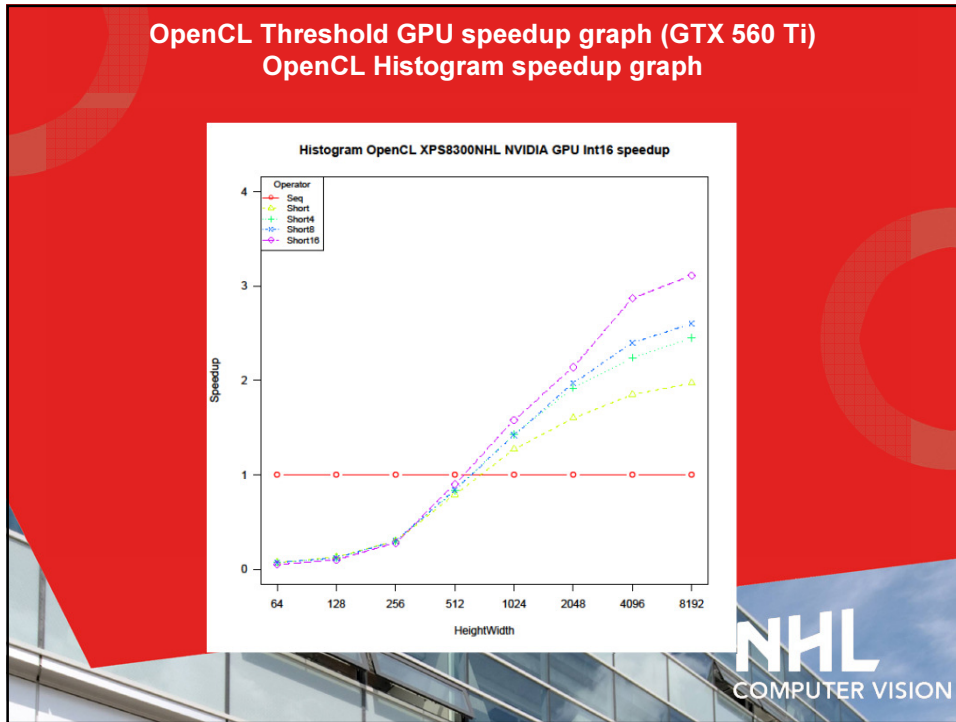 OpenCL Threshold GPU speedup graph (GTX 560 Ti)
OpenCL Histogram speedup graph
Histogram OpenCL XPS8300NHL NVIDIA GPU Int16 speedup
Operator
Seq
Short
Short4
Short8
Short16
4
3
2
1
0
Speedup
64 128 256 512 1024 2048 4096 8192
HeightWidth
NHL
COMPUTER VISION